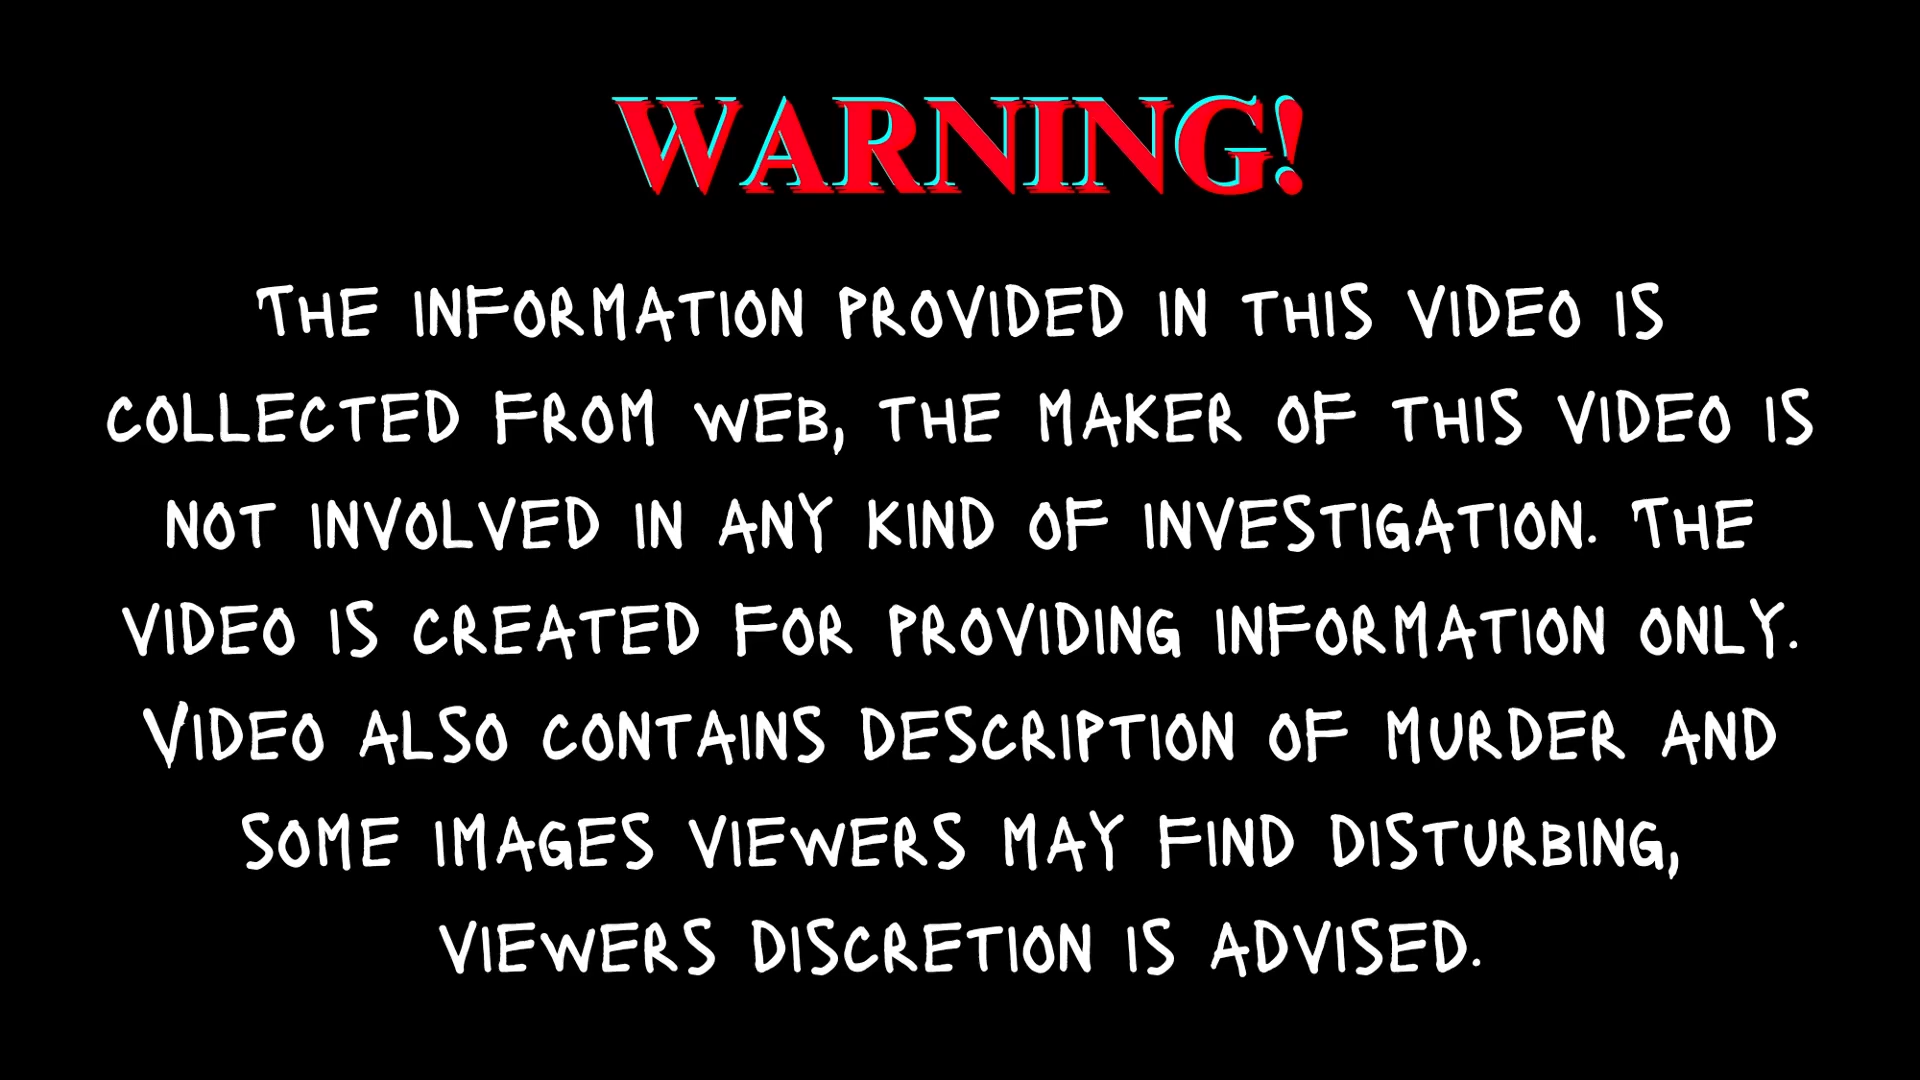 WARNING!
THE INFORMATION PROVIDED IN THIS VIDEO IS
COLLECTED FROM WEB, THE MAKER OF THIS VIDEO IS
NOT INVOLVED IN ANY KIND OF INVESTIGATION. THE
VIDEO IS CREATED FOR PROVIDING INFORMATION ONLY.
VIDEO ALSO CONTAINS DESCRIPTION OF MURDER AND
SOME IMAGES VIEWERS MAY FIND DISTURBING,
VIEWERS DISCRETION IS ADVISED.